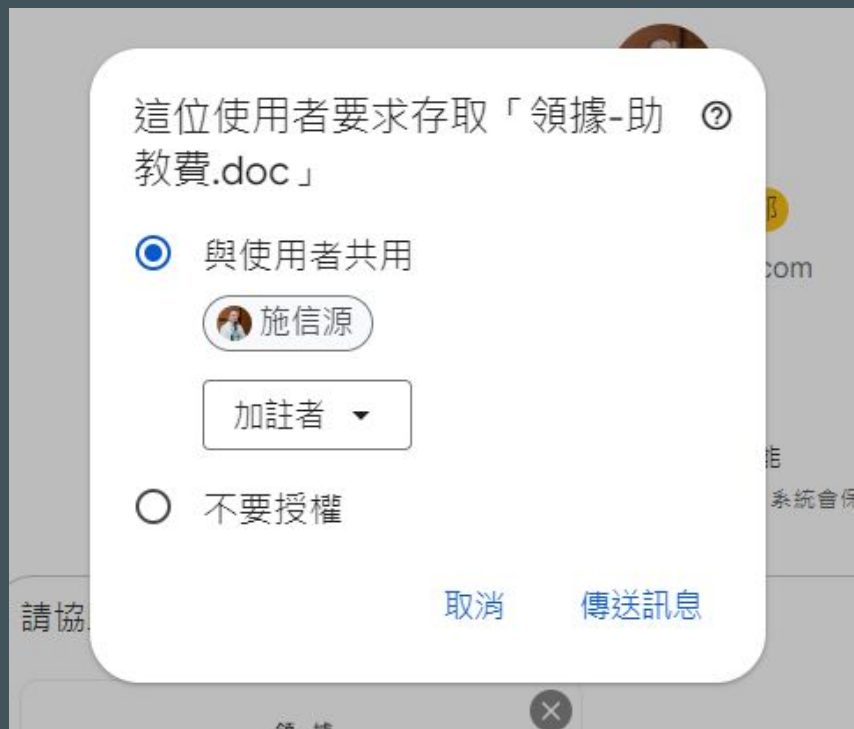 這位使用者要求存取「領據-助
教費.doc」
與使用者共用
施信源
加註者
不要授權
取消
傳送訊息
com
系統會保
請協